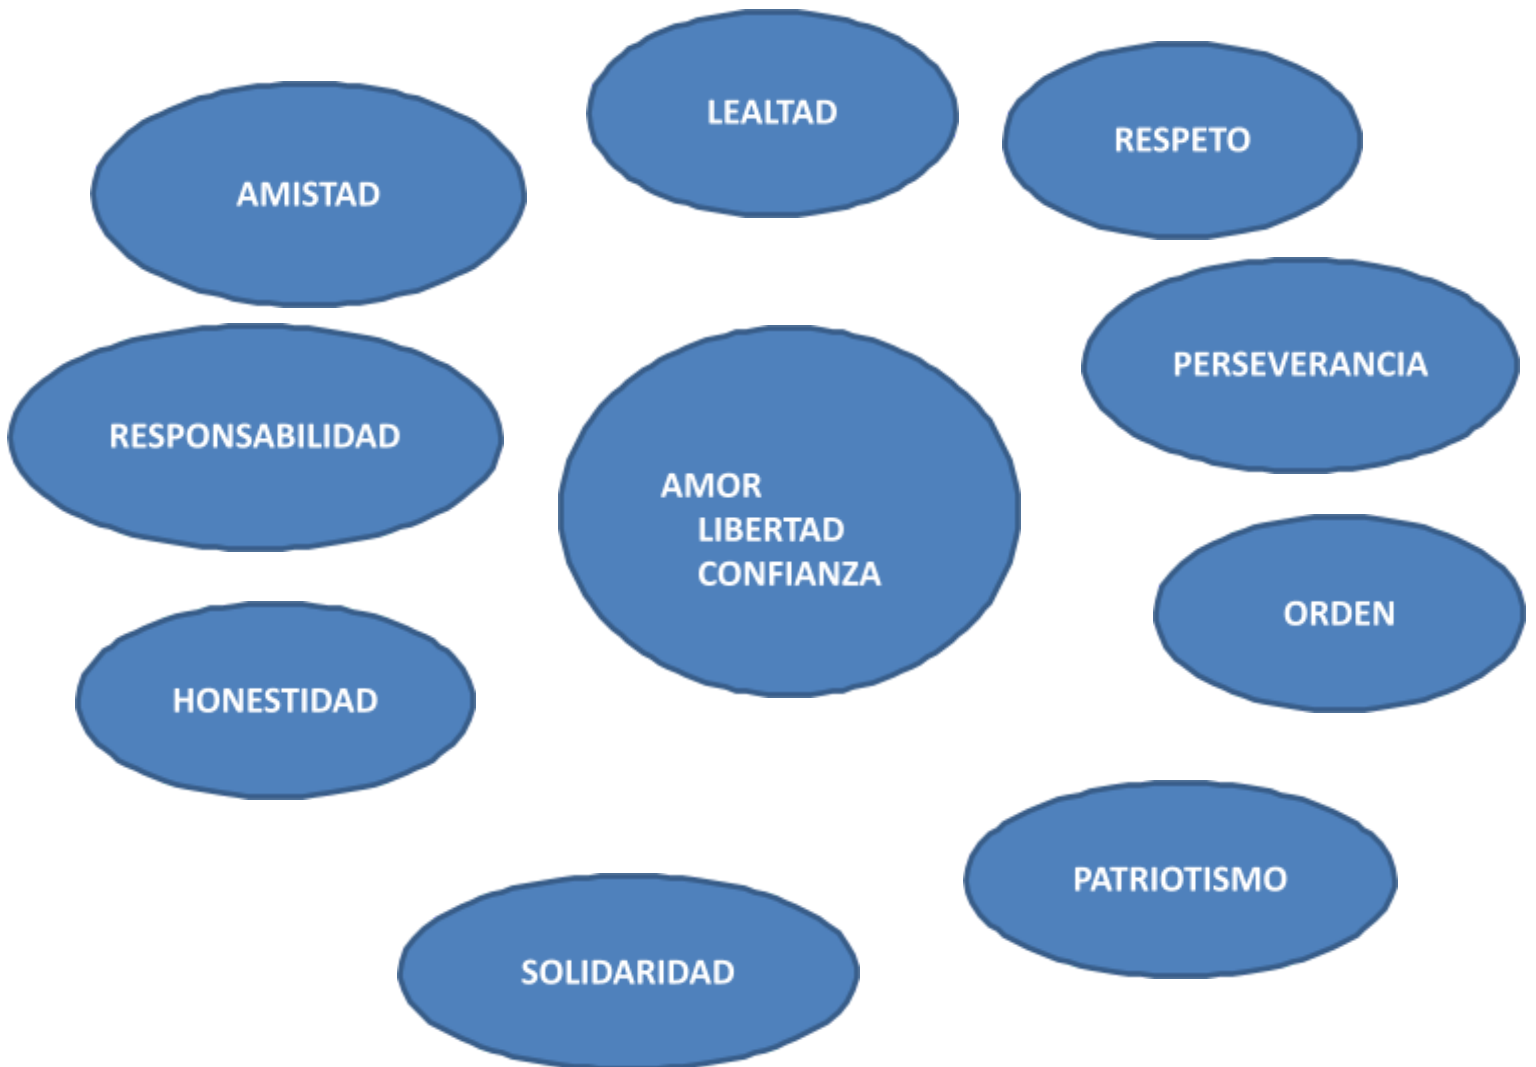 LEALTAD
RESPETO
AMISTAD
PERSEVERANCIA
RESPONSABILIDAD
AMOR
LIBERTAD
CONFIANZA
ORDEN
HONESTIDAD
PATRIOTISMO
SOLIDARIDAD